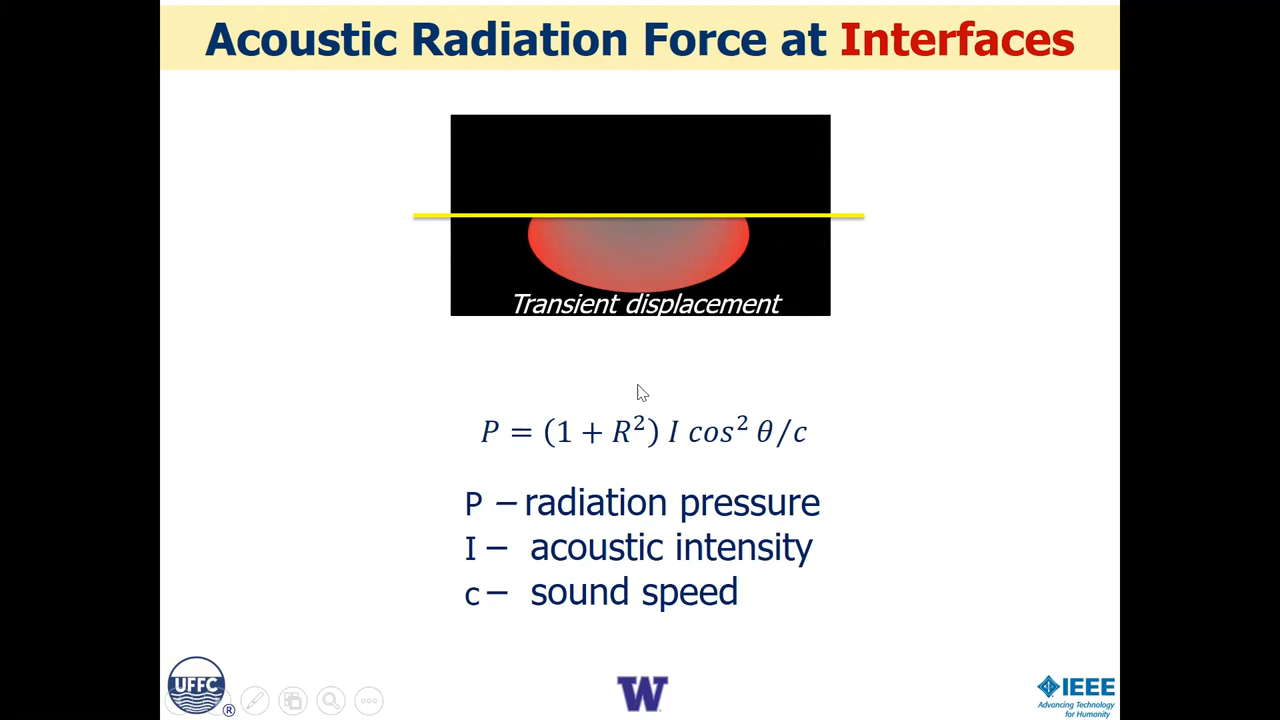 Acoustic Radiation Force at Interfaces
Transient displacement
P = (1 + R²) I cos² θ/c
P – radiation pressure
I – acoustic intensity
c – sound speed
UFFC
®
W
IEEE
Advancing Technology
for Humanity